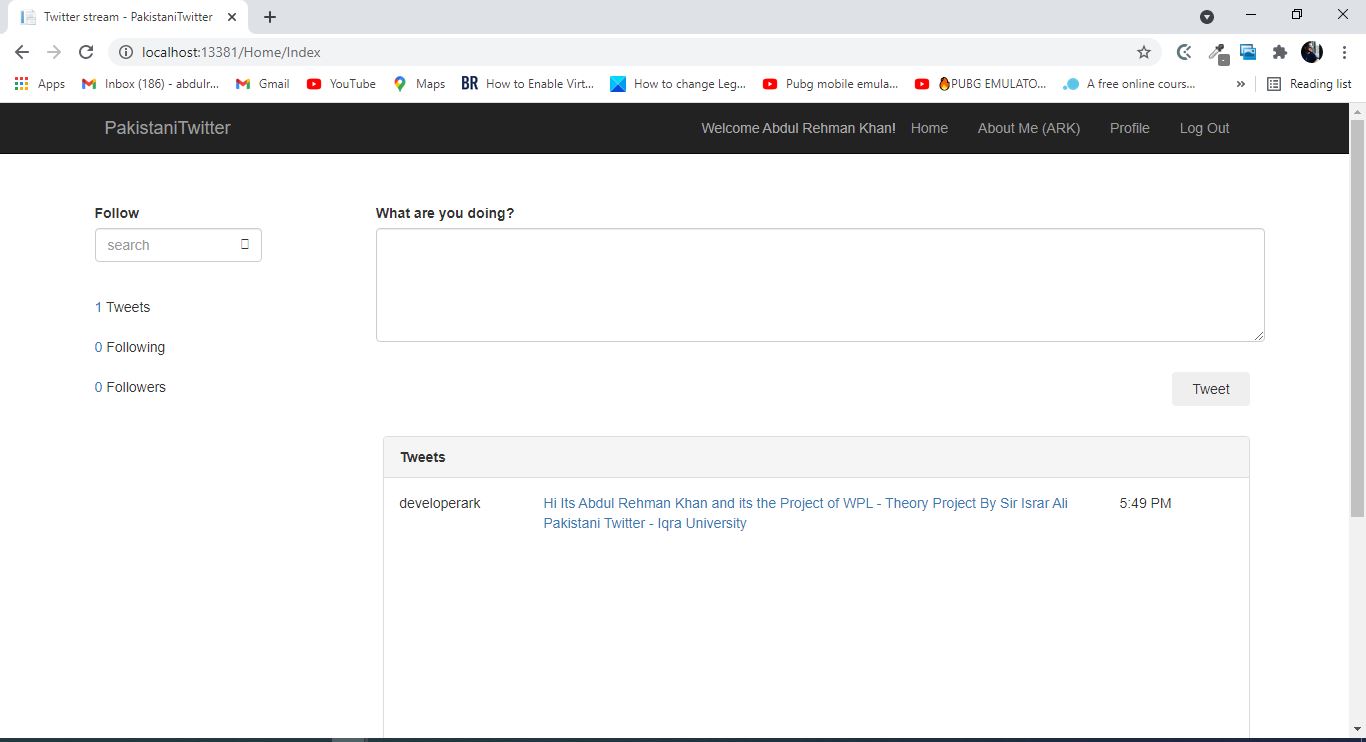 Twitter stream - PakistaniTwitter
localhost:13381/Home/Index
Apps Inbox (186) - abdulr... Gmail YouTube Maps BR How to Enable Virt... How to change Leg... Pubg mobile emula... PUBG EMULATO... A free online cours... » Reading list
PakistaniTwitter Welcome Abdul Rehman Khan! Home About Me (ARK) Profile Log Out
Follow
search
1 Tweets
0 Following
0 Followers
What are you doing?
Tweet
Tweets
developerark Hi Its Abdul Rehman Khan and its the Project of WPL - Theory Project By Sir Israr Ali 5:49 PM
Pakistani Twitter - Iqra University